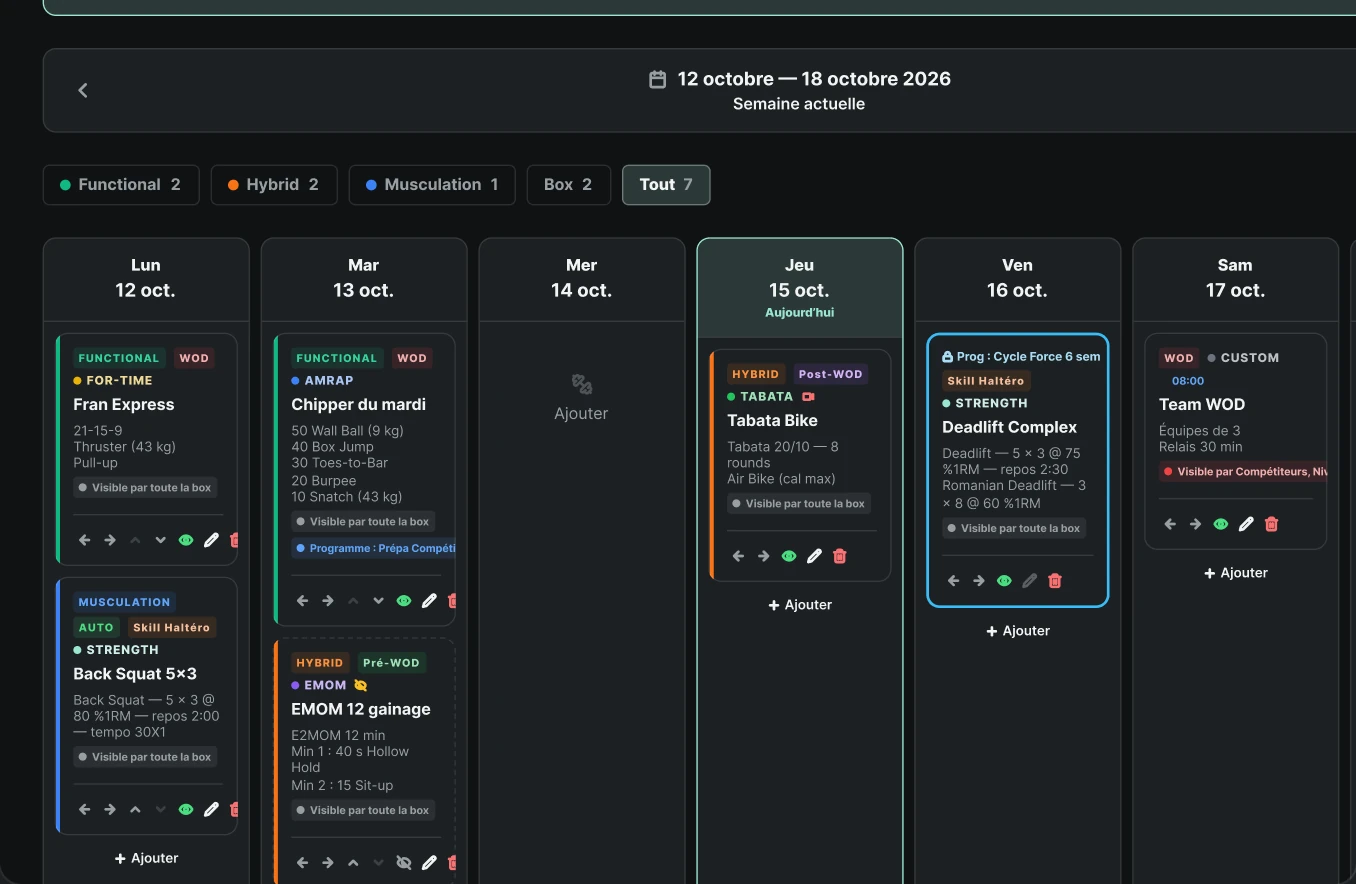 12 octobre — 18 octobre 2026
Semaine actuelle
Functional 2
Hybrid 2
Musculation 1
Box 2
Tout 7
Lun
12 oct.
FUNCTIONAL WOD
FOR-TIME
Fran Express
21-15-9
Thruster (43 kg)
Pull-up
Visible par toute la box
MUSCULATION
AUTO Skill Haltéro
STRENGTH
Back Squat 5×3
Back Squat — 5 × 3 @
80 %1RM — repos 2:00
— tempo 30X1
Visible par toute la box
+ Ajouter
Mar
13 oct.
FUNCTIONAL WOD
AMRAP
Chipper du mardi
50 Wall Ball (9 kg)
40 Box Jump
30 Toes-to-Bar
20 Burpee
10 Snatch (43 kg)
Visible par toute la box
Programme : Prépa Compéti
HYBRID Pré-WOD
EMOM
EMOM 12 gainage
E2MOM 12 min
Min 1 : 40 s Hollow
Hold
Min 2 : 15 Sit-up
Visible par toute la box
Mer
14 oct.
Ajouter
Jeu
15 oct.
Aujourd'hui
HYBRID Post-WOD
TABATA
Tabata Bike
Tabata 20/10 — 8
rounds
Air Bike (cal max)
Visible par toute la box
+ Ajouter
Ven
16 oct.
Prog : Cycle Force 6 sem
Skill Haltéro
STRENGTH
Deadlift Complex
Deadlift — 5 × 3 @ 75
%1RM — repos 2:30
Romanian Deadlift — 3
× 8 @ 60 %1RM
Visible par toute la box
+ Ajouter
Sam
17 oct.
WOD CUSTOM
08:00
Team WOD
Équipes de 3
Relais 30 min
Visible par Compétiteurs, Niv
+ Ajouter